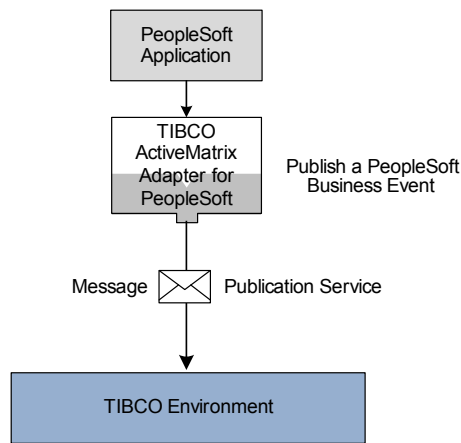 PeopleSoft
Application
TIBCO
ActiveMatrix
Adapter for
PeopleSoft
Publish a PeopleSoft
Business Event
Message
Publication Service
TIBCO Environment